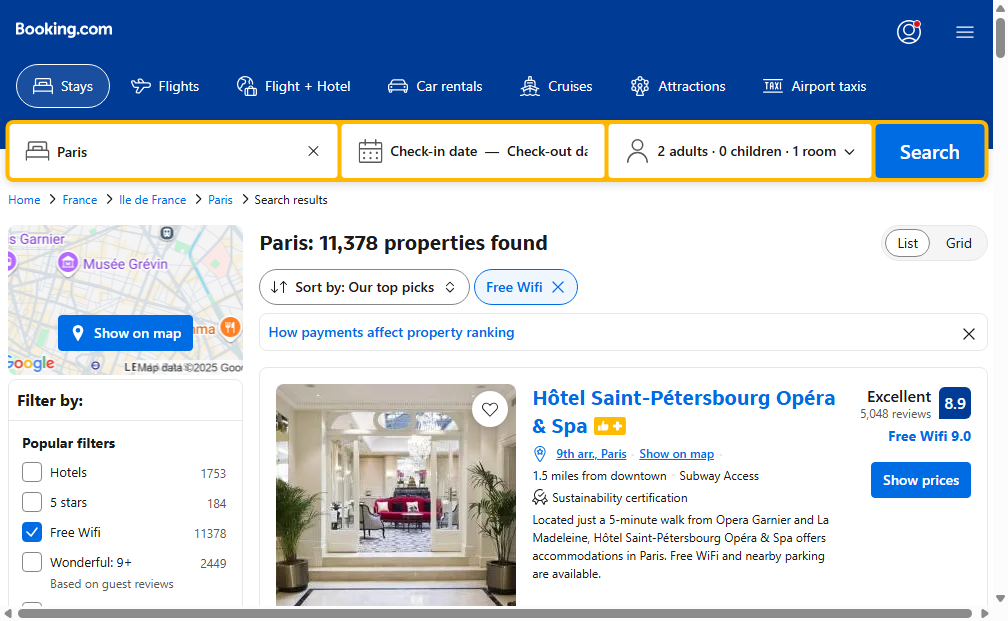 Booking.com
Stays
Flights
Flight + Hotel
Car rentals
Cruises
Attractions
TAXI Airport taxis
Paris
Check-in date — Check-out da
2 adults · 0 children · 1 room
Search
Home > France > Ile de France > Paris > Search results
s Garnier
Musée Grévin
Show on map
ma
Google
Map data ©2025 Goo
Filter by:
Popular filters
Hotels 1753
5 stars 184
Free Wifi 11378
Wonderful: 9+ 2449
Based on guest reviews
Paris: 11,378 properties found
List
Grid
Sort by: Our top picks
Free Wifi
How payments affect property ranking
Hôtel Saint-Pétersbourg Opéra
& Spa
9th arr., Paris · Show on map
1.5 miles from downtown · Subway Access
Sustainability certification
Located just a 5-minute walk from Opera Garnier and La
Madeleine, Hôtel Saint-Pétersbourg Opéra & Spa offers
accommodations in Paris. Free WiFi and nearby parking
are available.
Excellent 8.9
5,048 reviews
Free Wifi 9.0
Show prices